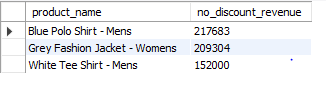 product_name no_discount_revenue
Blue Polo Shirt - Mens 217683
Grey Fashion Jacket - Womens 209304
White Tee Shirt - Mens 152000